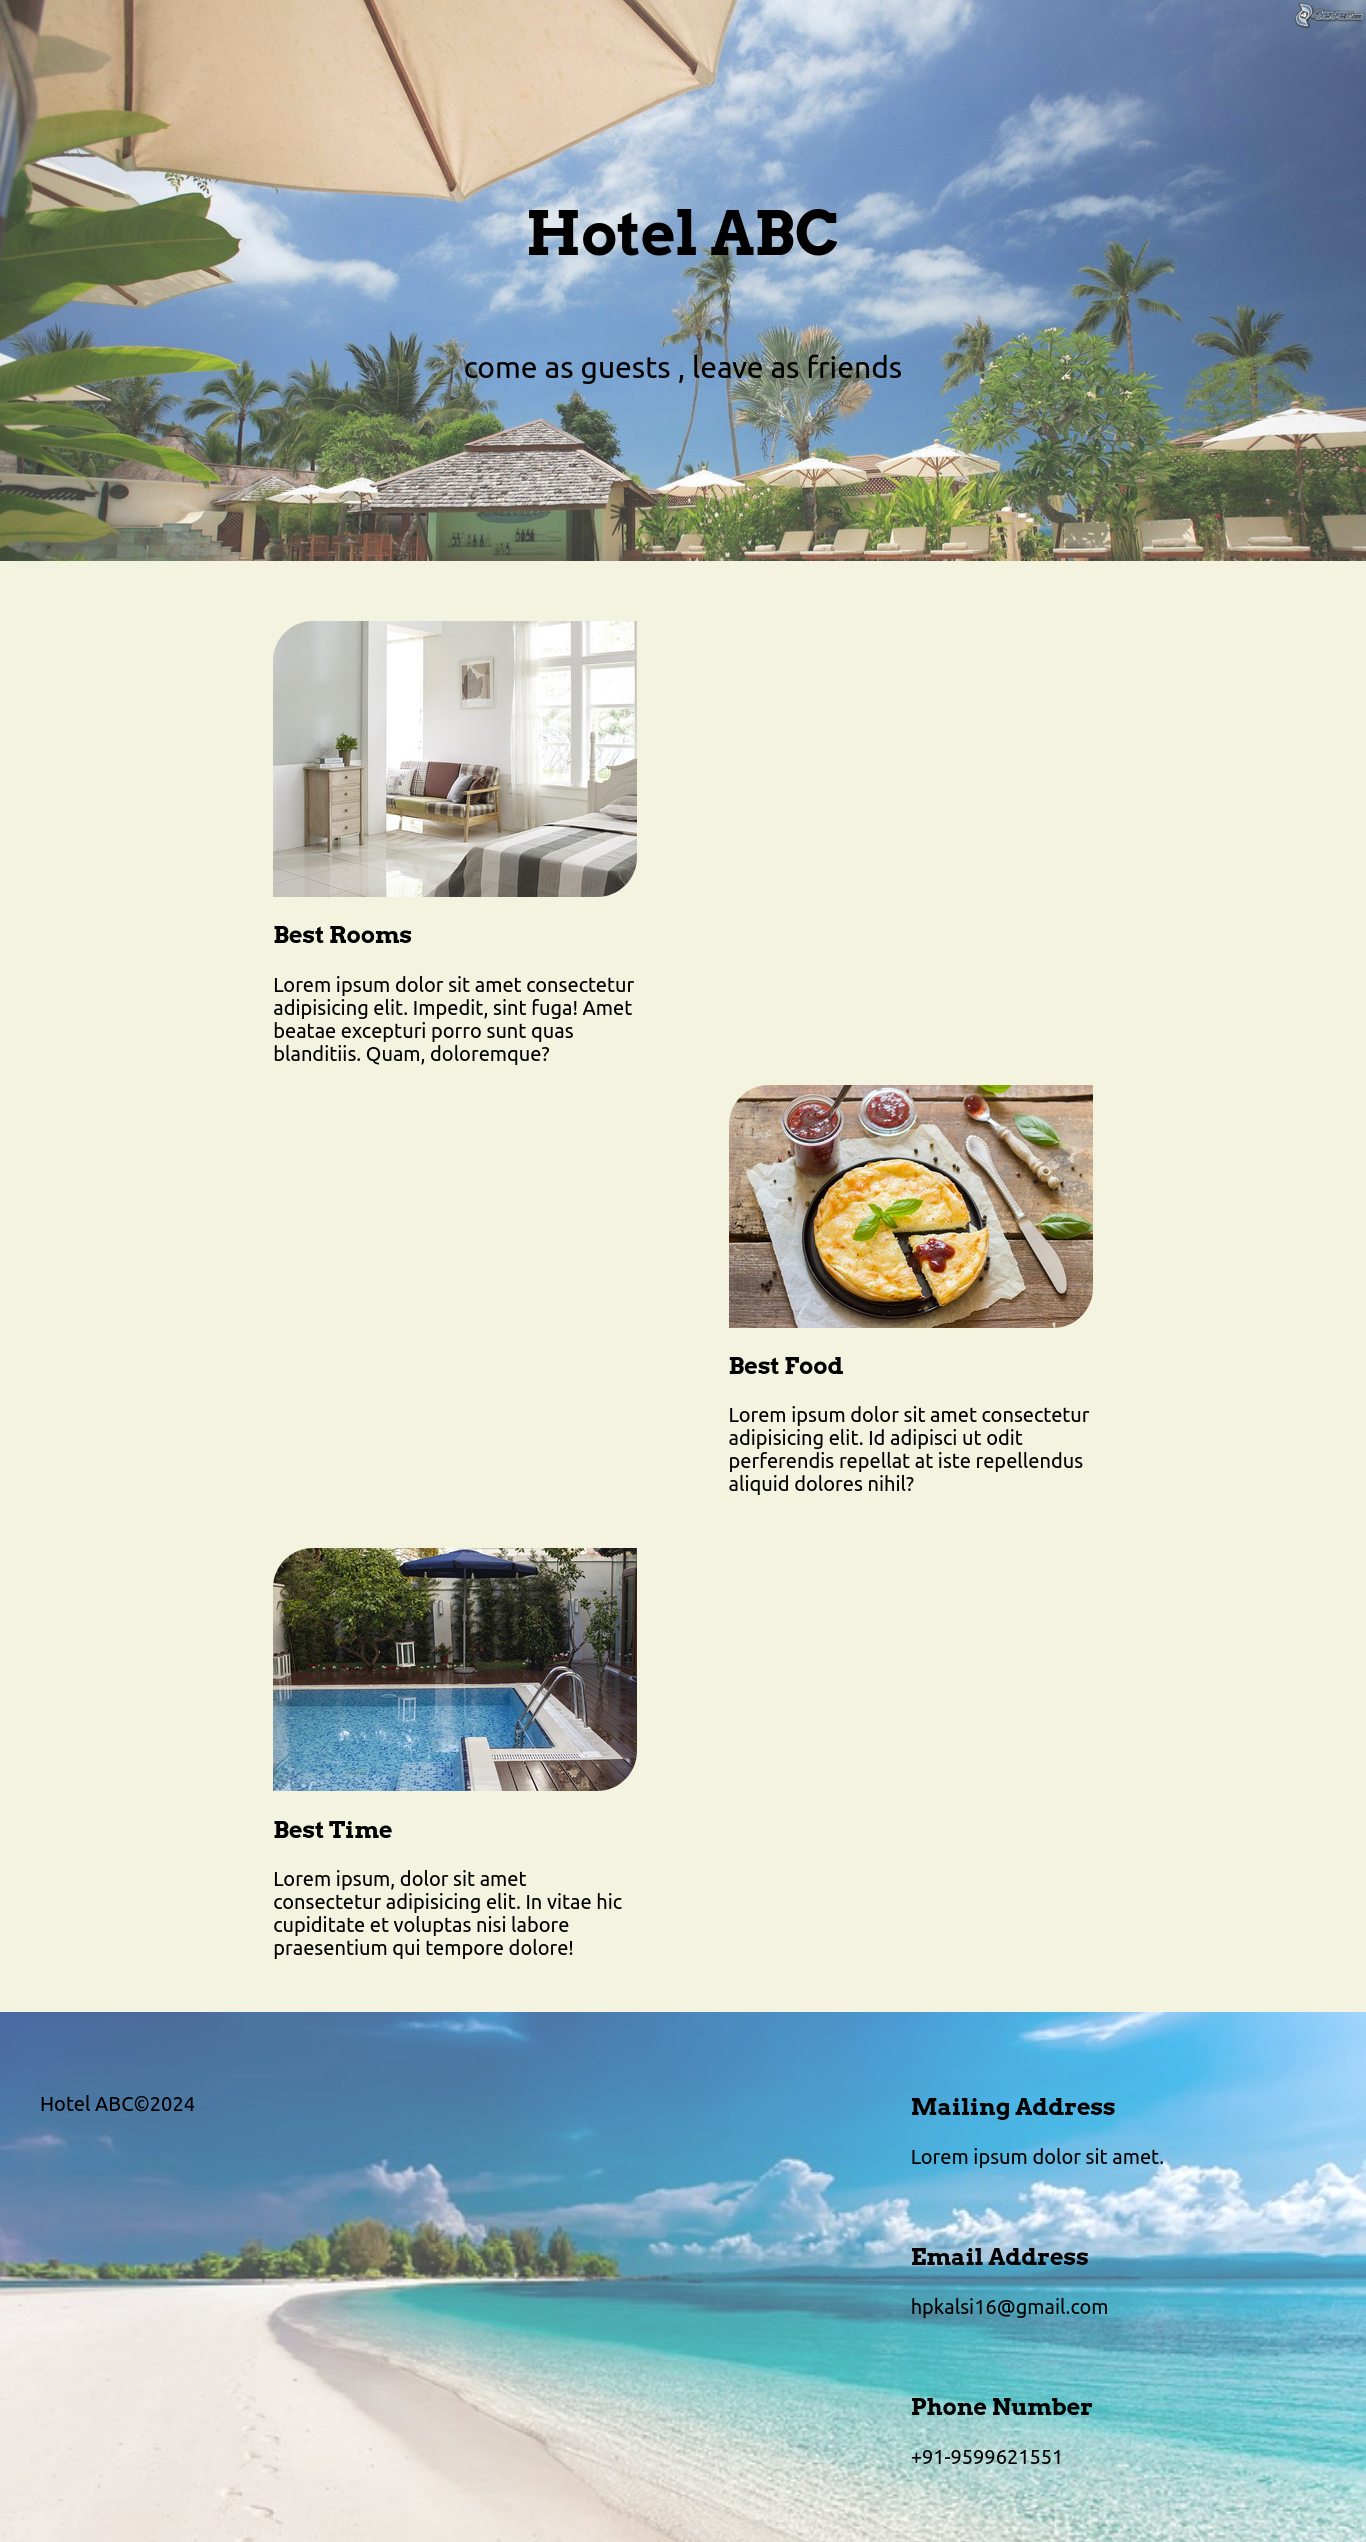 Hotel ABC
come as guests , leave as friends
Best Rooms
Lorem ipsum dolor sit amet consectetur
adipisicing elit. Impedit, sint fuga! Amet
beatae excepturi porro sunt quas
blanditiis. Quam, doloremque?
Best Food
Lorem ipsum dolor sit amet consectetur
adipisicing elit. Id adipisci ut odit
perferendis repellat at iste repellendus
aliquid dolores nihil?
Best Time
Lorem ipsum, dolor sit amet
consectetur adipisicing elit. In vitae hic
cupiditate et voluptas nisi labore
praesentium qui tempore dolore!
Hotel ABC©2024
Mailing Address
Lorem ipsum dolor sit amet.
Email Address
hpkalsi16@gmail.com
Phone Number
+91-9599621551